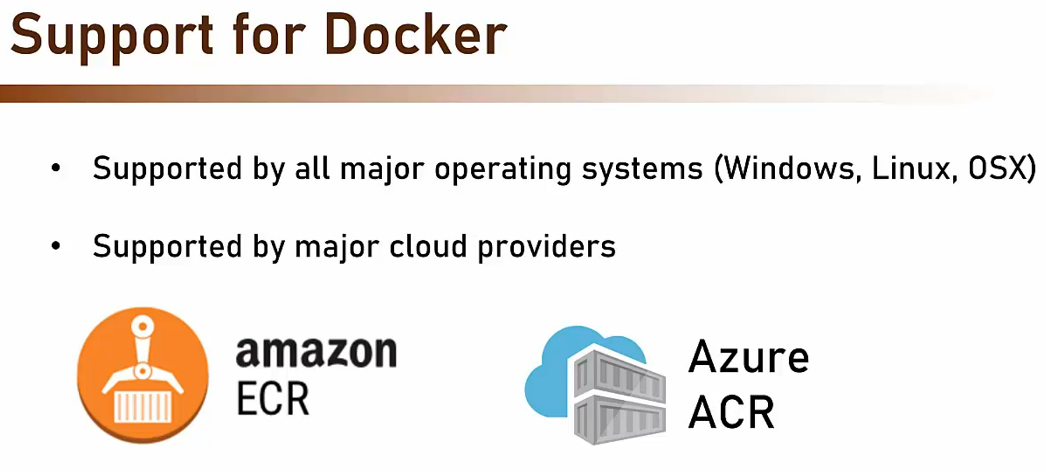 Support for Docker
• Supported by all major operating systems (Windows, Linux, OSX)
• Supported by major cloud providers
amazon
ECR
Azure
ACR